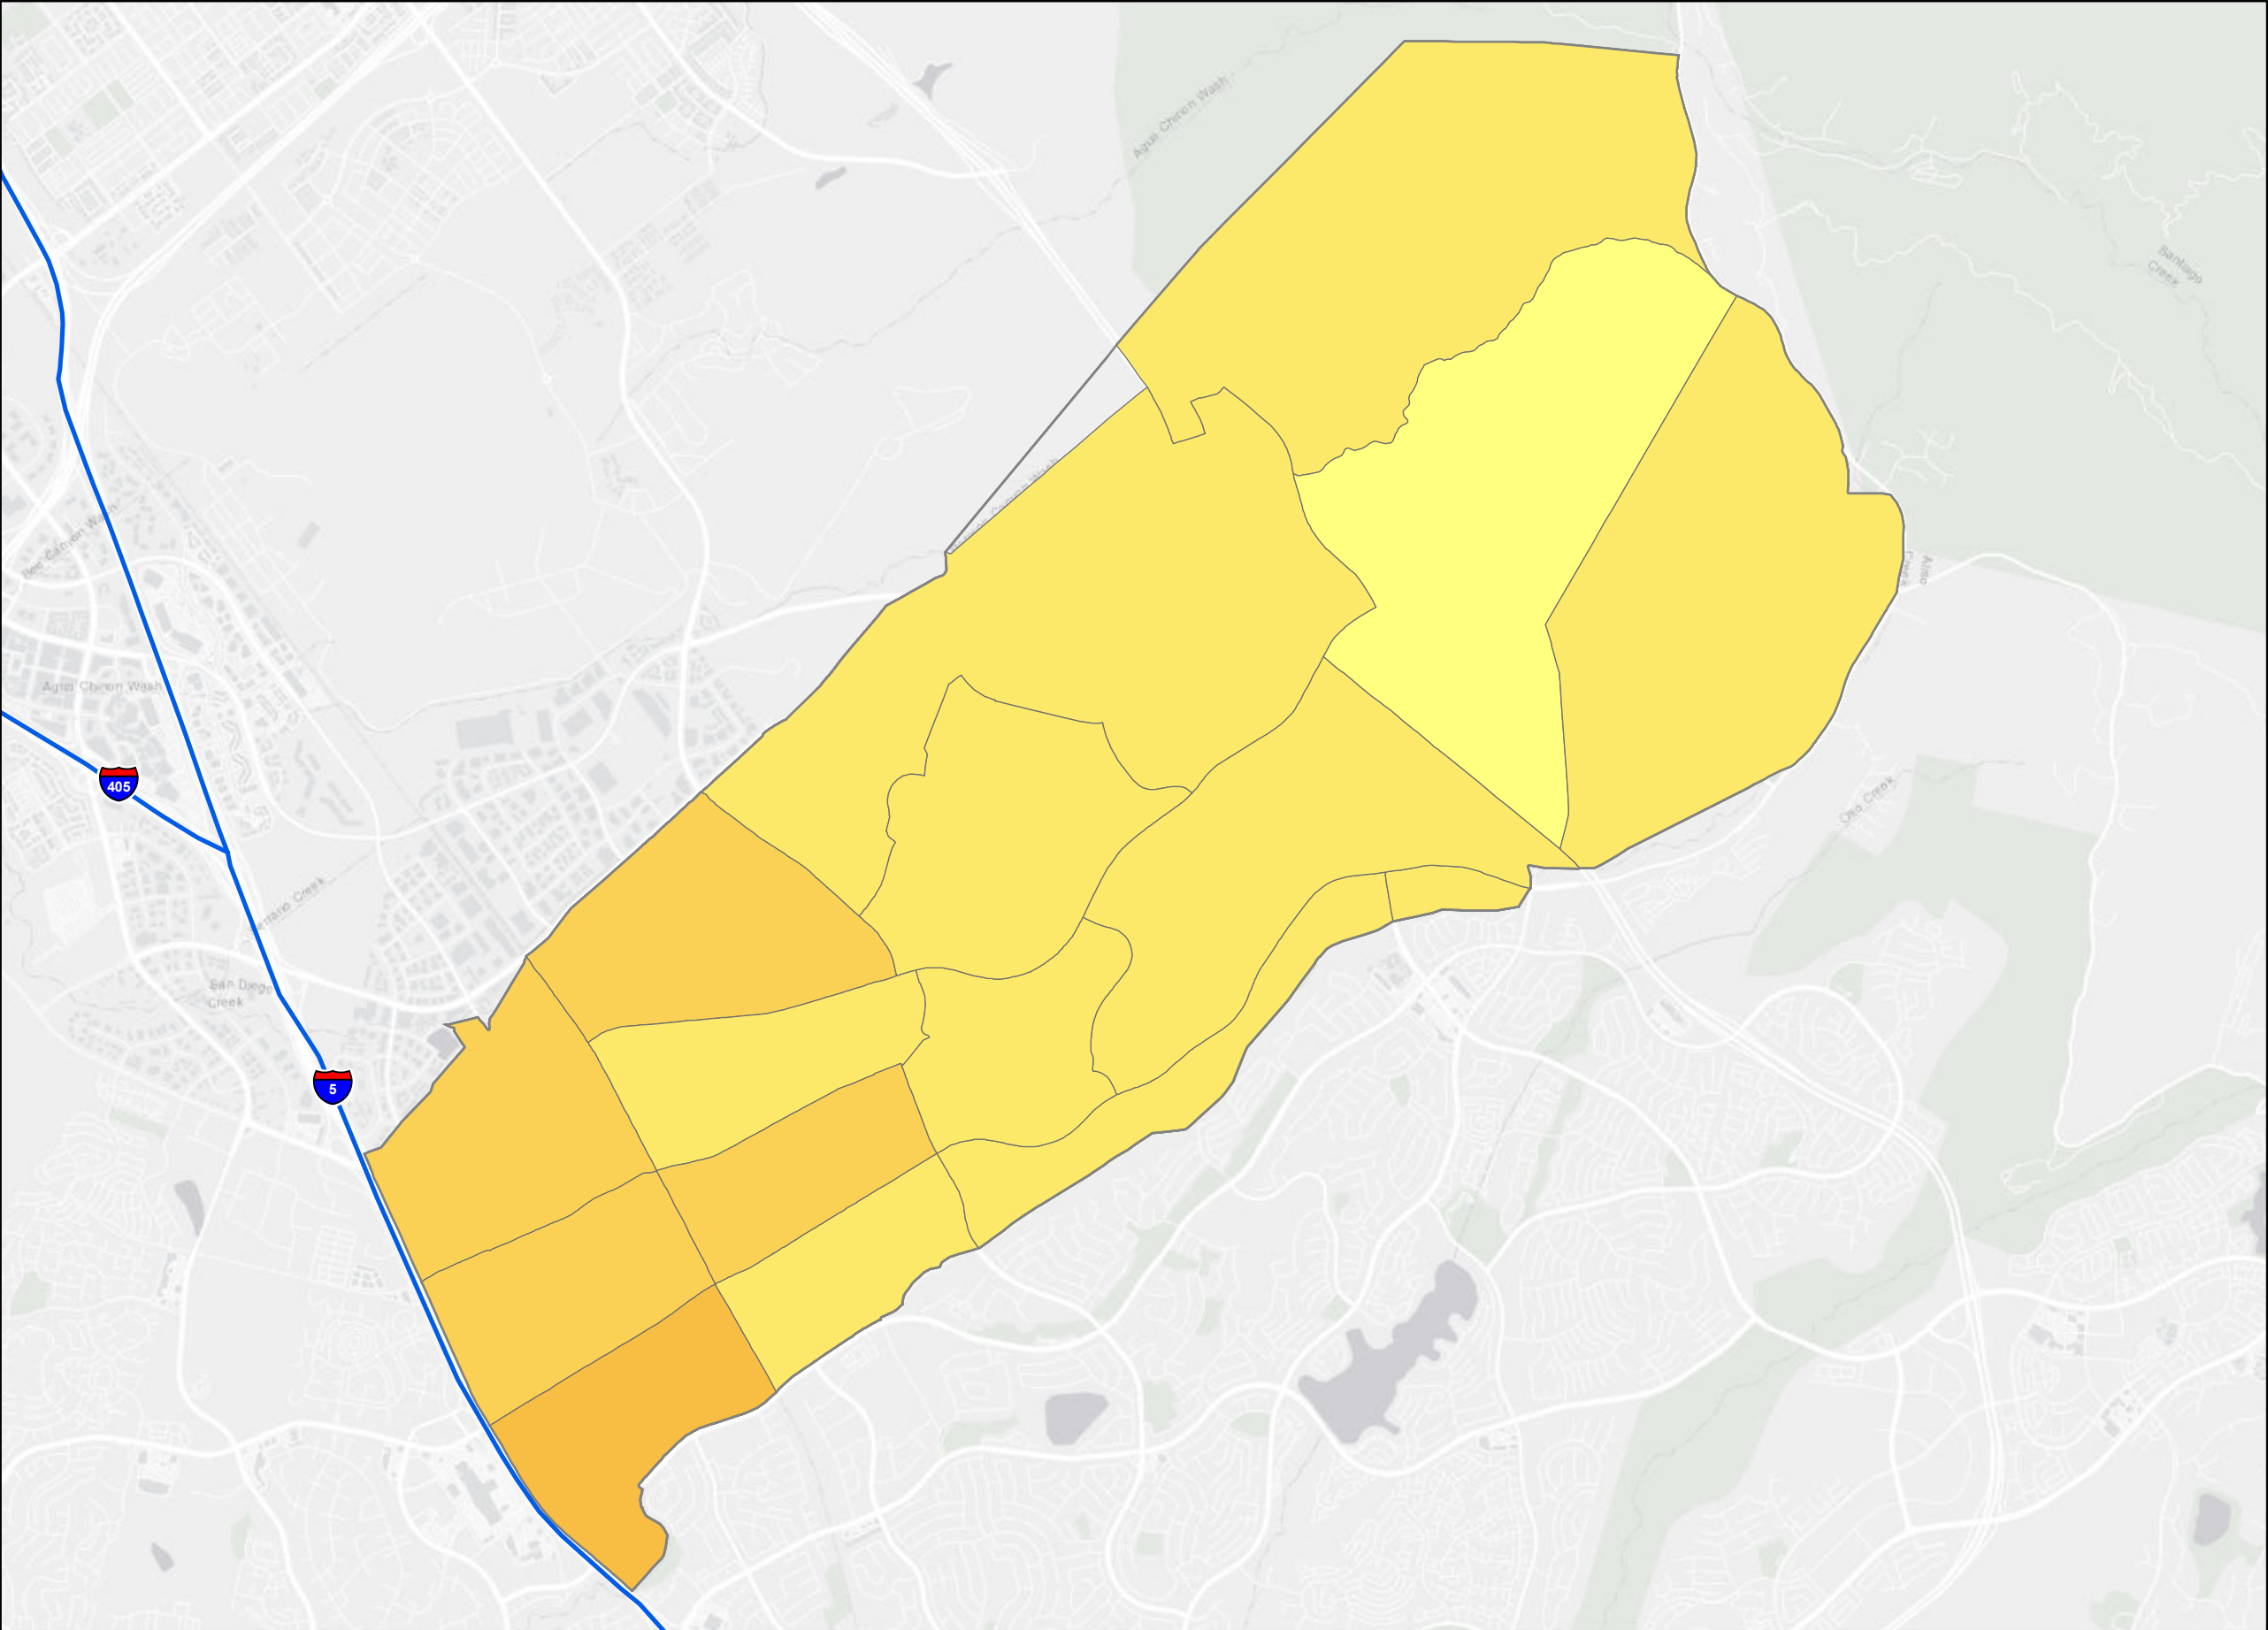 Agua Chinon Wash
Santiago
Creek
Bee Canyon Wash
Aliso
Creek
Agua Chinon Wash
405
Oso Creek
Serrano Creek
San Diego
Creek
5